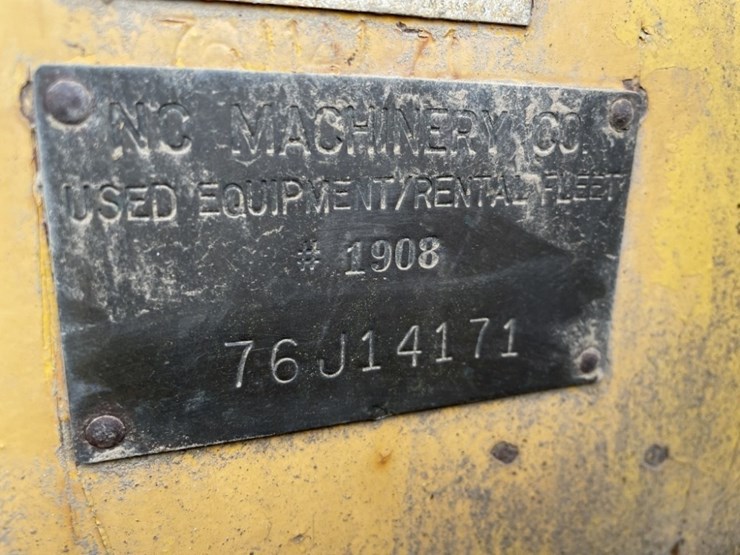 NC MACHINERY CO.
USED EQUIPMENT/RENTAL FLEET
# 1908
76J14171